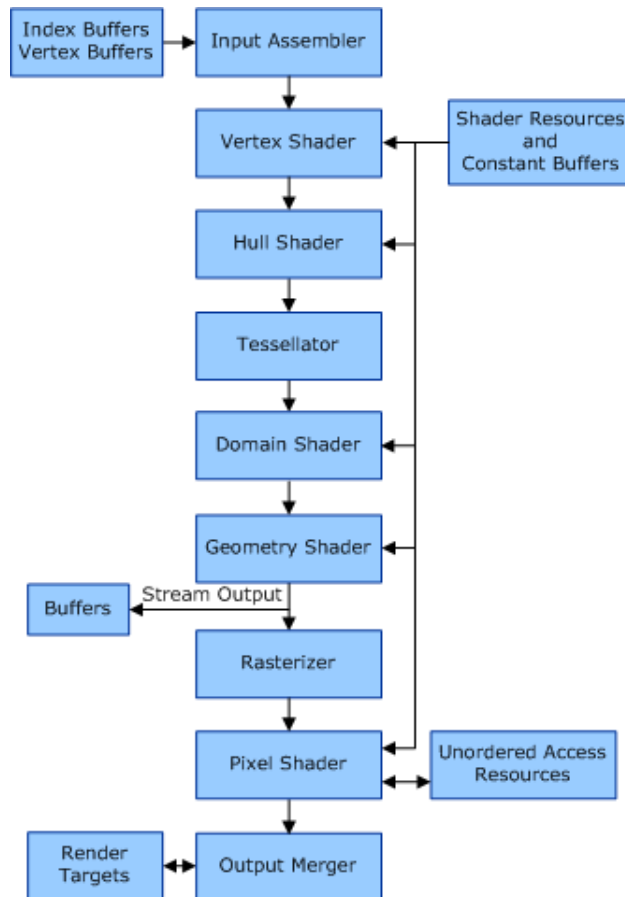 Index Buffers
Vertex Buffers
Input Assembler
Vertex Shader
Shader Resources
and
Constant Buffers
Hull Shader
Tessellator
Domain Shader
Geometry Shader
Stream Output
Buffers
Rasterizer
Pixel Shader
Unordered Access
Resources
Render
Targets
Output Merger